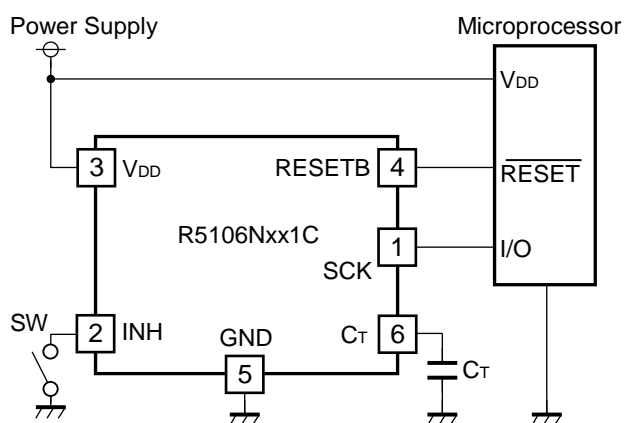 Power Supply
Microprocessor
VDD
3
VDD
RESETB
4
RESET
R5106Nxx1C
1
I/O
SCK
SW
2
INH
GND
CT
6
5
CT